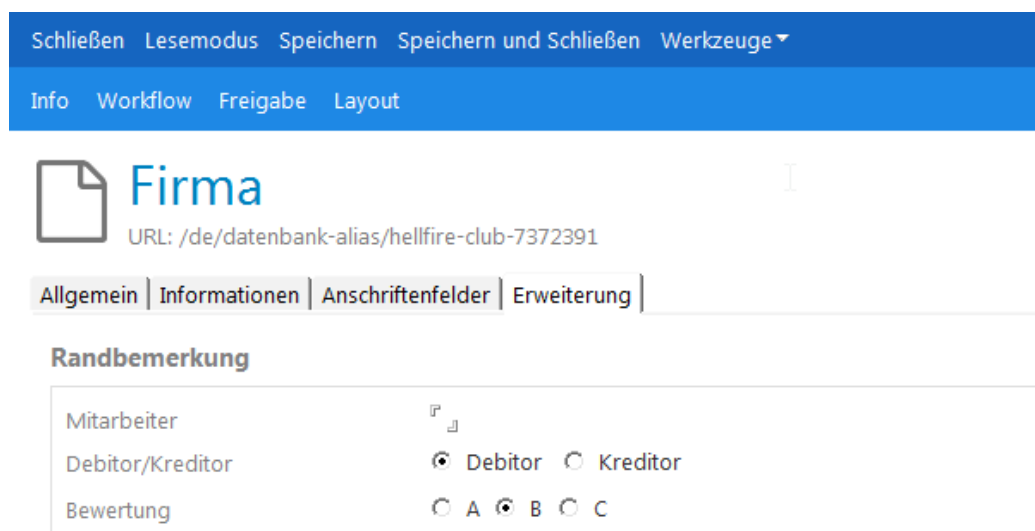 Schließen Lesemodus Speichern Speichern und Schließen Werkzeuge
Info Workflow Freigabe Layout
Firma
URL: /de/datenbank-alias/hellfire-club-7372391
Allgemein Informationen Anschriftenfelder Erweiterung
Randbemerkung
Mitarbeiter
Debitor/Kreditor Debitor Kreditor
Bewertung A B C